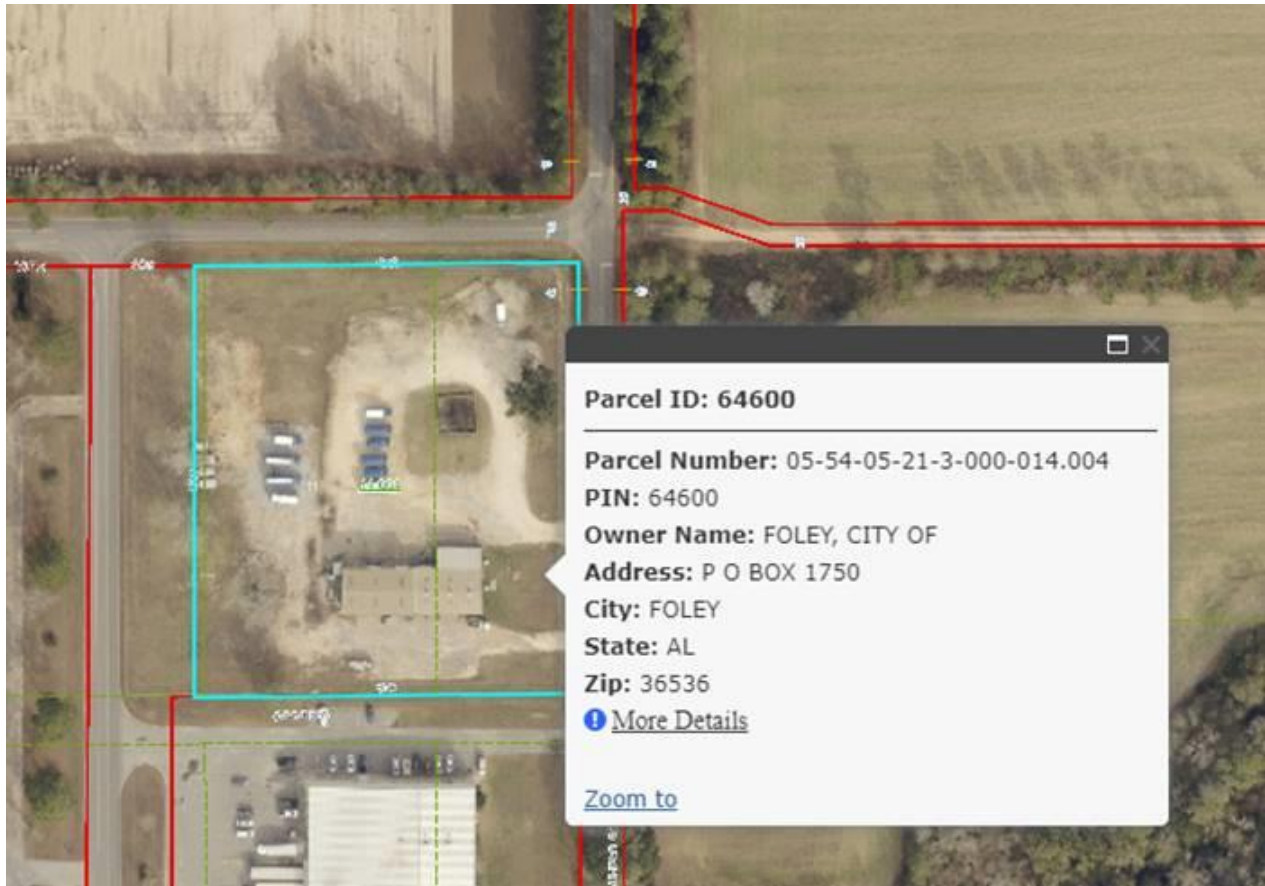 Parcel ID: 64600
Parcel Number: 05-54-05-21-3-000-014.004
PIN: 64600
Owner Name: FOLEY, CITY OF
Address: P O BOX 1750
City: FOLEY
State: AL
Zip: 36536
More Details
Zoom to